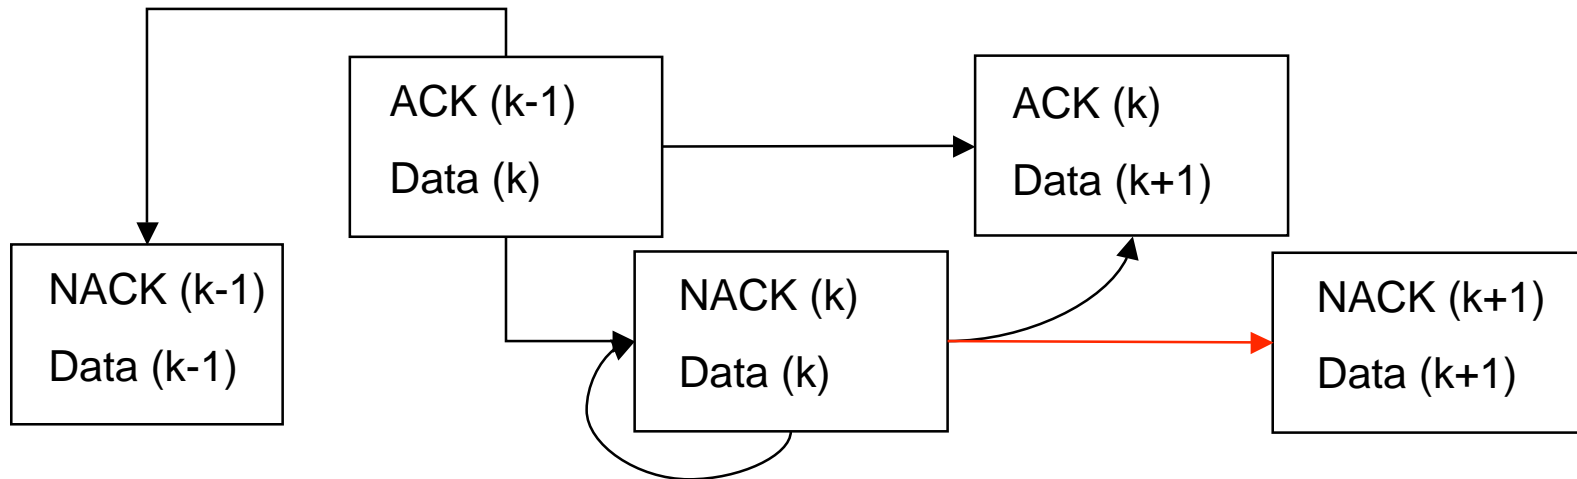 ACK (k-1)
Data (k)
ACK (k)
Data (k+1)
NACK (k-1)
Data (k-1)
NACK (k)
Data (k)
NACK (k+1)
Data (k+1)